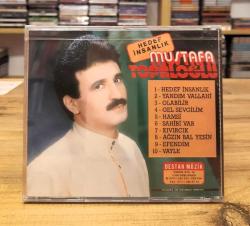 HEDEF
İNSANLIK
MUSTAFA
TOPALOĞLU
1 - HEDEF İNSANLIK
2 - YANDIM VALLAHİ
3 - OLABİLİR
4 - GEL SEVGİLİM
5 - HAMSİ
6 - SAHİBİ VAR
7 - KIVIRCIK
8 - AĞZIN BAL YESİN
9 - EFENDİM
10 - VAYLE
DESTAN MÜZİK